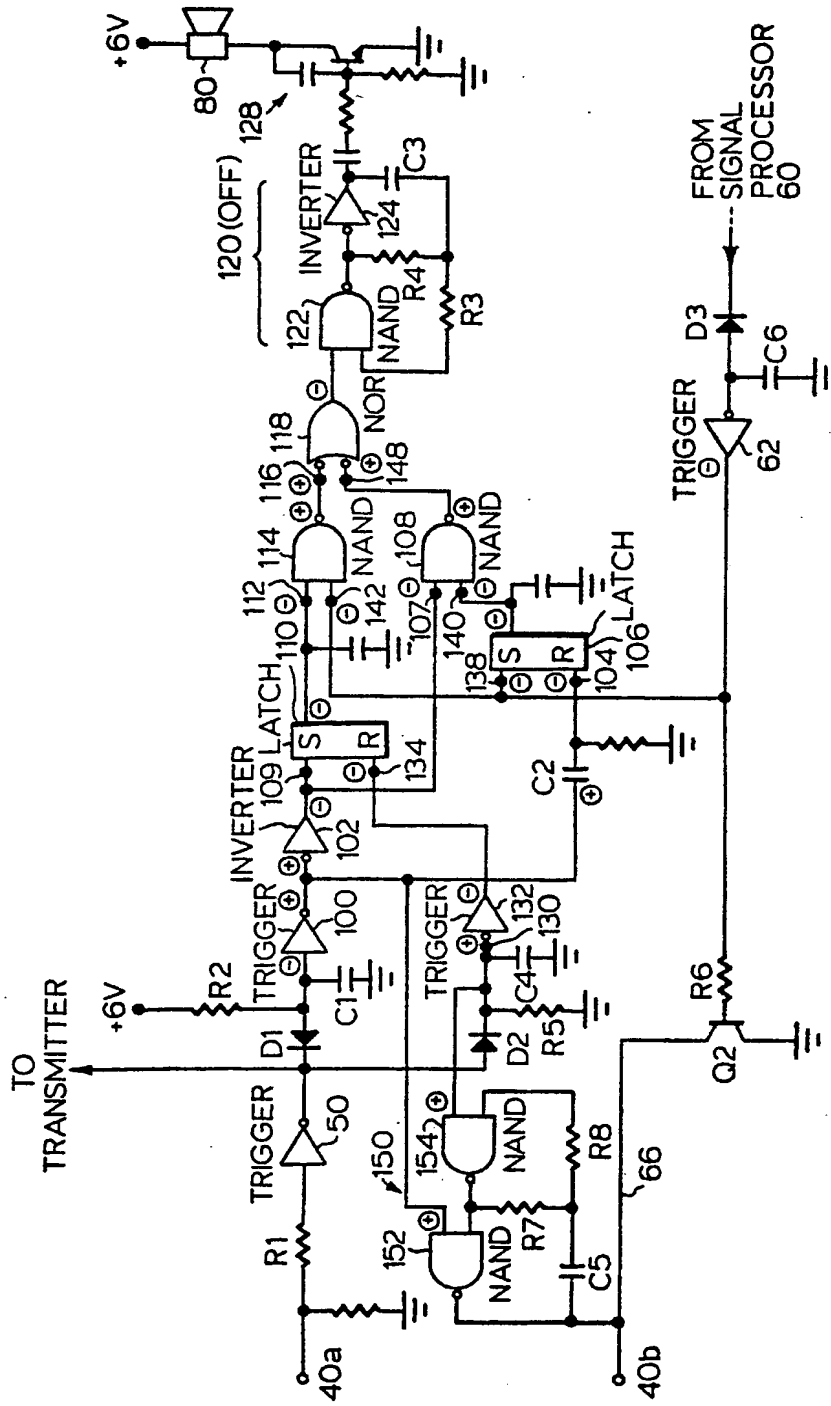 TO
TRANSMITTER
+6V
R2
D1
C1
TRIGGER
50
R1
40a
TRIGGER
100
INVERTER
102
109
LATCH
S
R
134
110
112
142
114
NAND
116
118
NOR
148
108
NAND
107
140
138
S
R
LATCH
104
106
C2
122
NAND
R3
R4
120 (OFF)
INVERTER
124
C3
128
80
+6V
TRIGGER
132
130
C4
R5
D2
150
152
NAND
154
NAND
R7
R8
C5
40b
66
Q2
R6
TRIGGER
62
C6
D3
FROM
SIGNAL
PROCESSOR
60